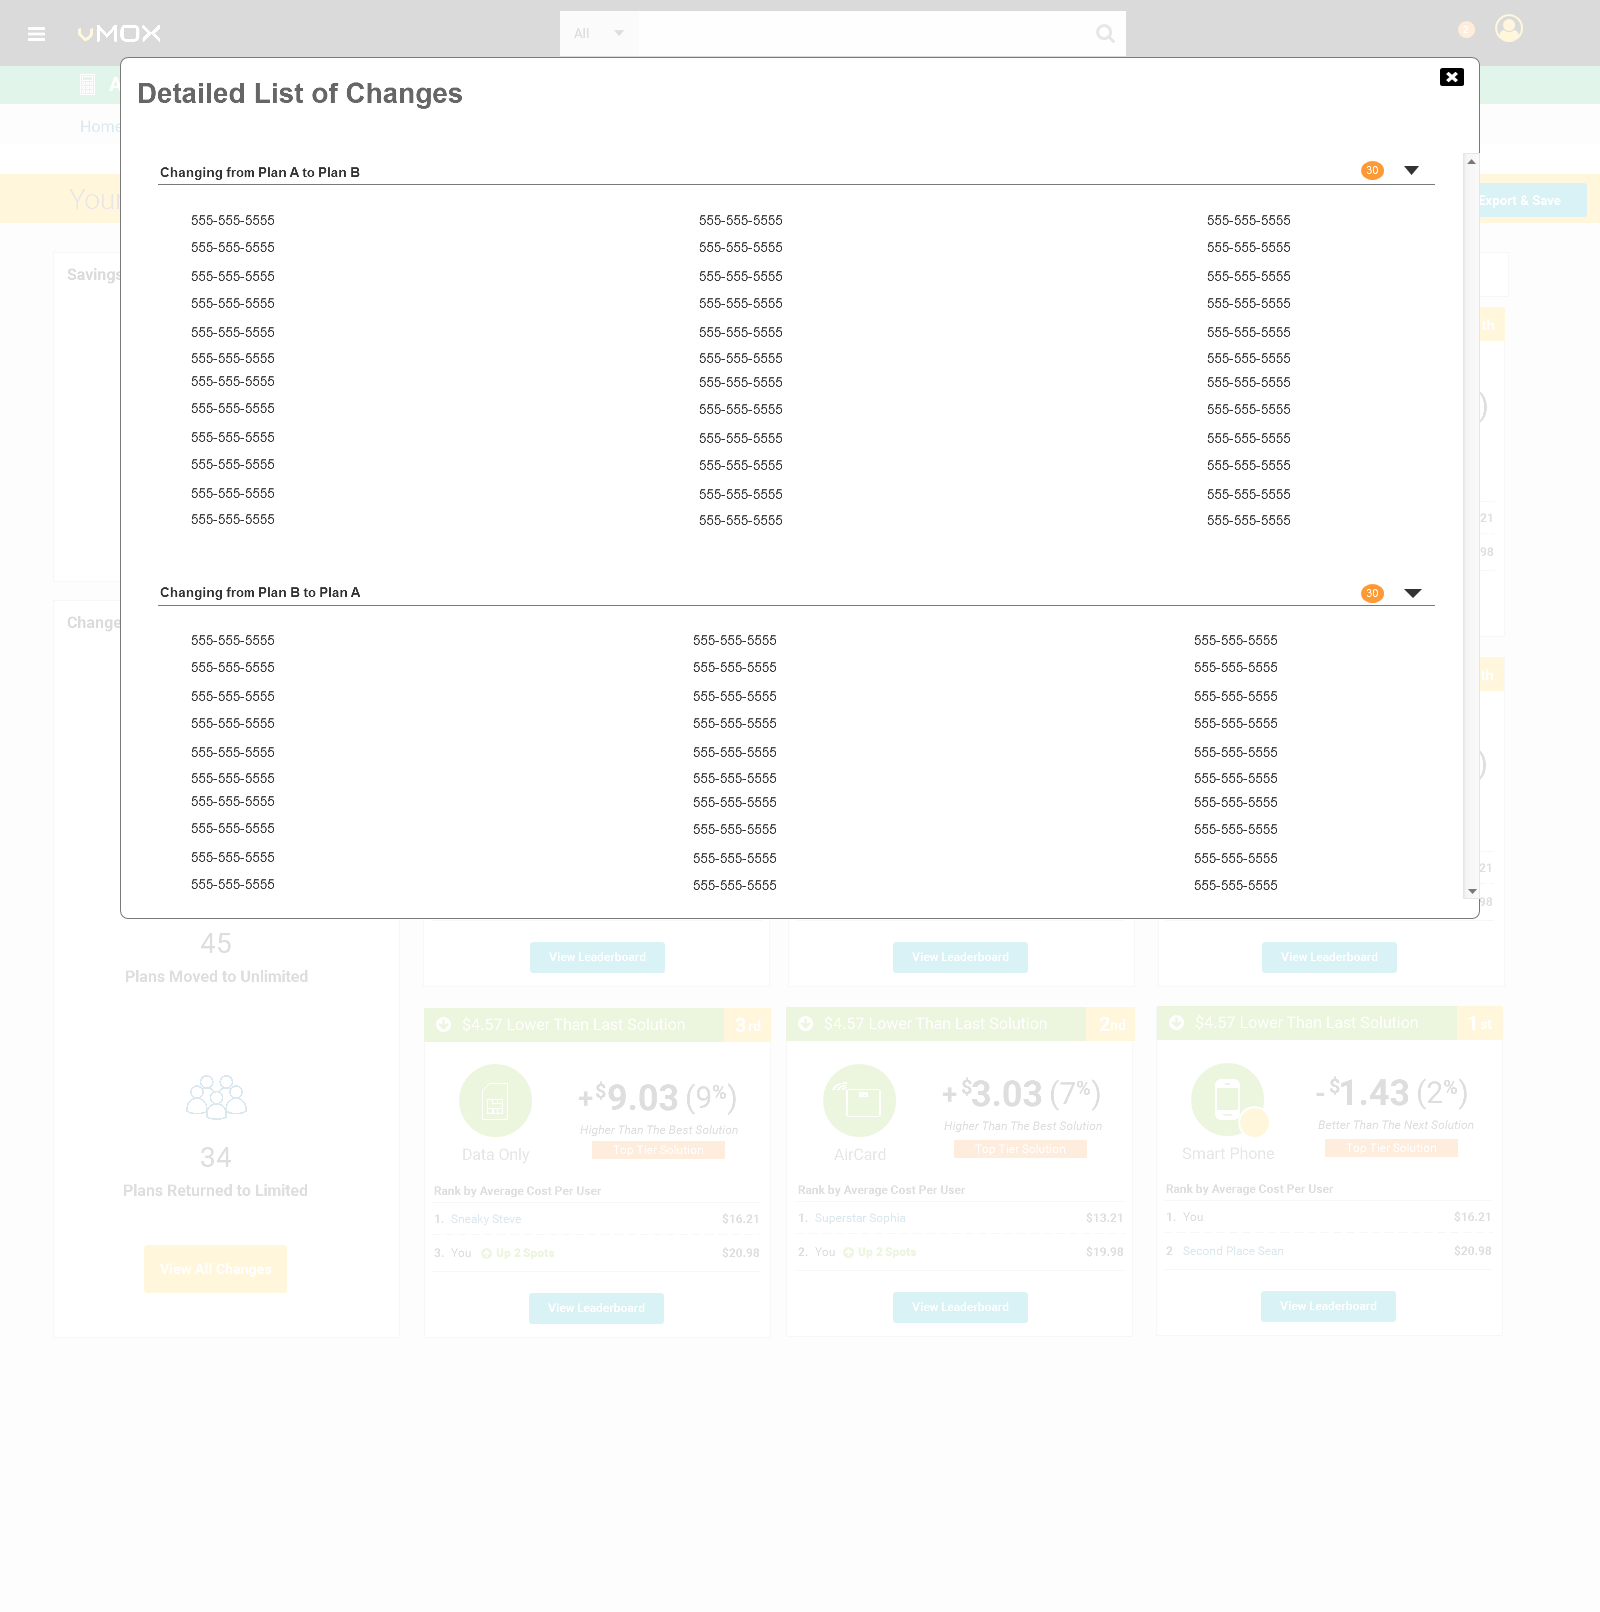 vMOX
All
2
Detailed List of Changes
Home
Your
Export & Save
Savings
Change
Changing from Plan A to Plan B 30
555-555-5555 555-555-5555 555-555-5555
555-555-5555 555-555-5555 555-555-5555
555-555-5555 555-555-5555 555-555-5555
555-555-5555 555-555-5555 555-555-5555
555-555-5555 555-555-5555 555-555-5555
555-555-5555 555-555-5555 555-555-5555
555-555-5555 555-555-5555 555-555-5555
555-555-5555 555-555-5555 555-555-5555
555-555-5555 555-555-5555 555-555-5555
555-555-5555 555-555-5555 555-555-5555
555-555-5555 555-555-5555 555-555-5555
555-555-5555 555-555-5555 555-555-5555
Changing from Plan B to Plan A 30
555-555-5555 555-555-5555 555-555-5555
555-555-5555 555-555-5555 555-555-5555
555-555-5555 555-555-5555 555-555-5555
555-555-5555 555-555-5555 555-555-5555
555-555-5555 555-555-5555 555-555-5555
555-555-5555 555-555-5555 555-555-5555
555-555-5555 555-555-5555 555-555-5555
555-555-5555 555-555-5555 555-555-5555
555-555-5555 555-555-5555 555-555-5555
555-555-5555 555-555-5555 555-555-5555
th
21
98
th
21
98
45
Plans Moved to Unlimited
34
Plans Returned to Limited
View All Changes
View Leaderboard
View Leaderboard
View Leaderboard
$4.57 Lower Than Last Solution 3rd
+$9.03 (9%)
Higher Than The Best Solution
Top Tier Solution
Data Only
Rank by Average Cost Per User
1. Sneaky Steve $16.21
3. You Up 2 Spots $20.98
View Leaderboard
$4.57 Lower Than Last Solution 2nd
+$3.03 (7%)
Higher Than The Best Solution
Top Tier Solution
AirCard
Rank by Average Cost Per User
1. Superstar Sophia $13.21
2. You Up 2 Spots $19.98
View Leaderboard
$4.57 Lower Than Last Solution 1st
-$1.43 (2%)
Better Than The Next Solution
Top Tier Solution
Smart Phone
Rank by Average Cost Per User
1. You $16.21
2 Second Place Sean $20.98
View Leaderboard